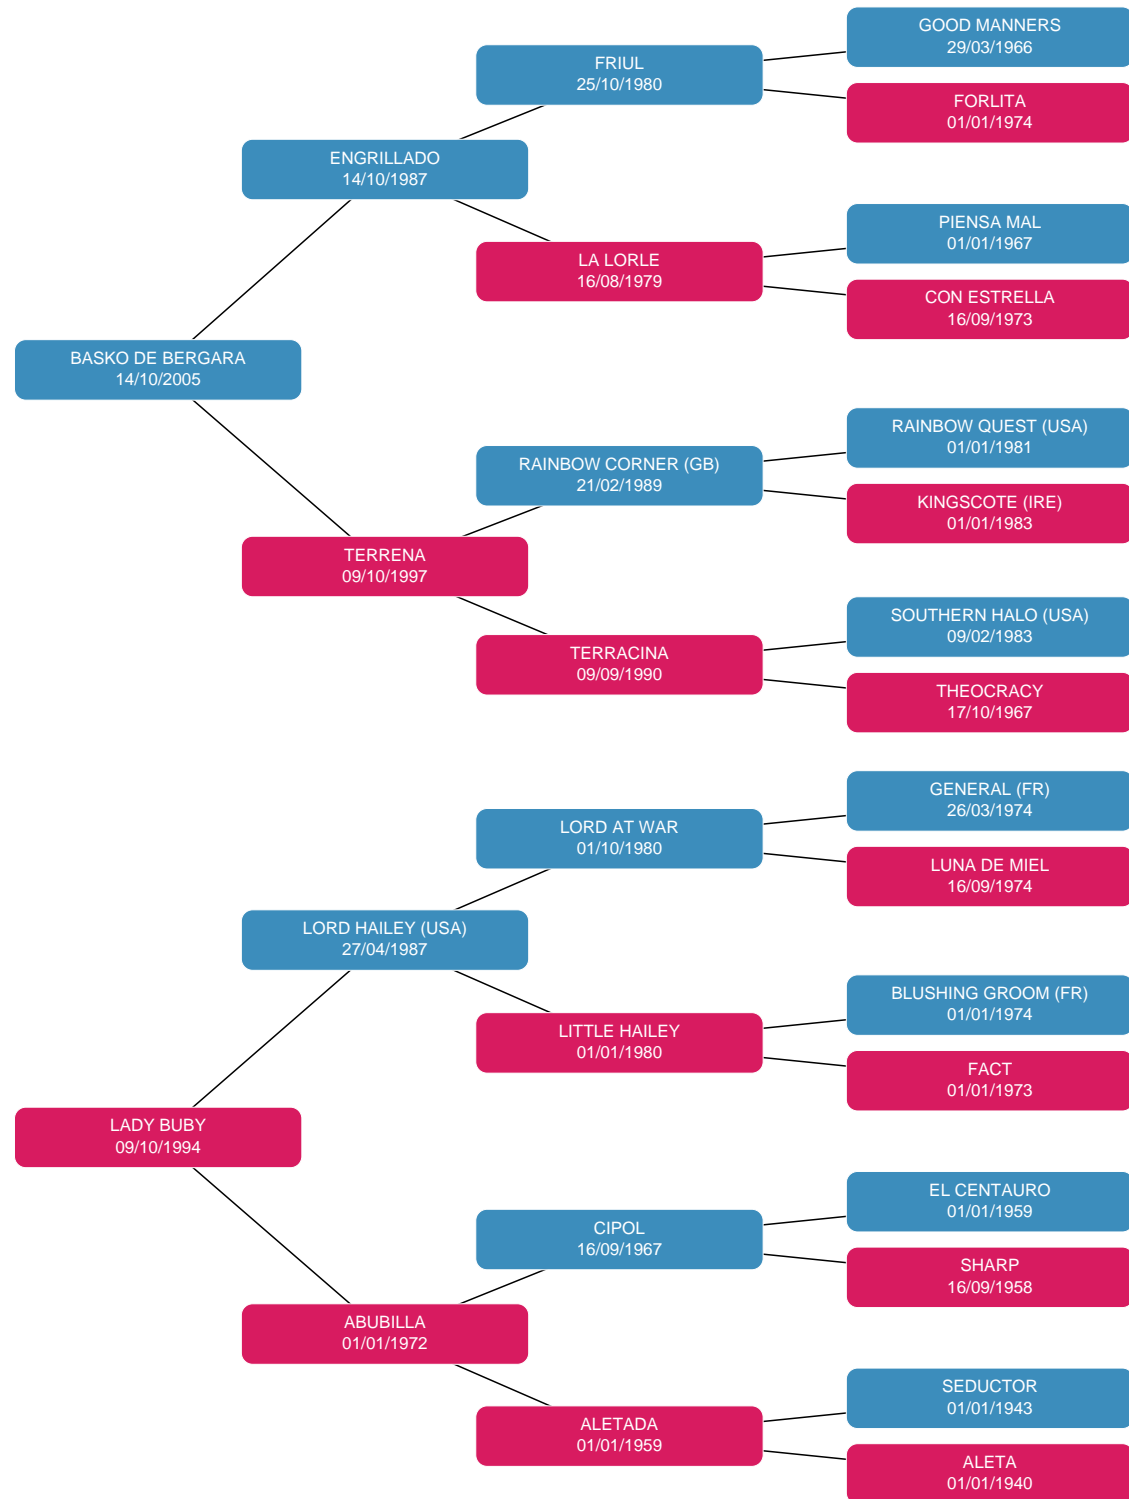 GOOD MANNERS
29/03/1966
FRIUL
25/10/1980
FORLITA
01/01/1974
ENGRILLADO
14/10/1987
PIENSA MAL
01/01/1967
LA LORLE
16/08/1979
CON ESTRELLA
16/09/1973
BASKO DE BERGARA
14/10/2005
RAINBOW QUEST (USA)
01/01/1981
RAINBOW CORNER (GB)
21/02/1989
KINGSCOTE (IRE)
01/01/1983
TERRENA
09/10/1997
SOUTHERN HALO (USA)
09/02/1983
TERRACINA
09/09/1990
THEOCRACY
17/10/1967
GENERAL (FR)
26/03/1974
LORD AT WAR
01/10/1980
LUNA DE MIEL
16/09/1974
LORD HAILEY (USA)
27/04/1987
BLUSHING GROOM (FR)
01/01/1974
LITTLE HAILEY
01/01/1980
FACT
01/01/1973
LADY BUBY
09/10/1994
EL CENTAURO
01/01/1959
CIPOL
16/09/1967
SHARP
16/09/1958
ABUBILLA
01/01/1972
SEDUCTOR
01/01/1943
ALETADA
01/01/1959
ALETA
01/01/1940